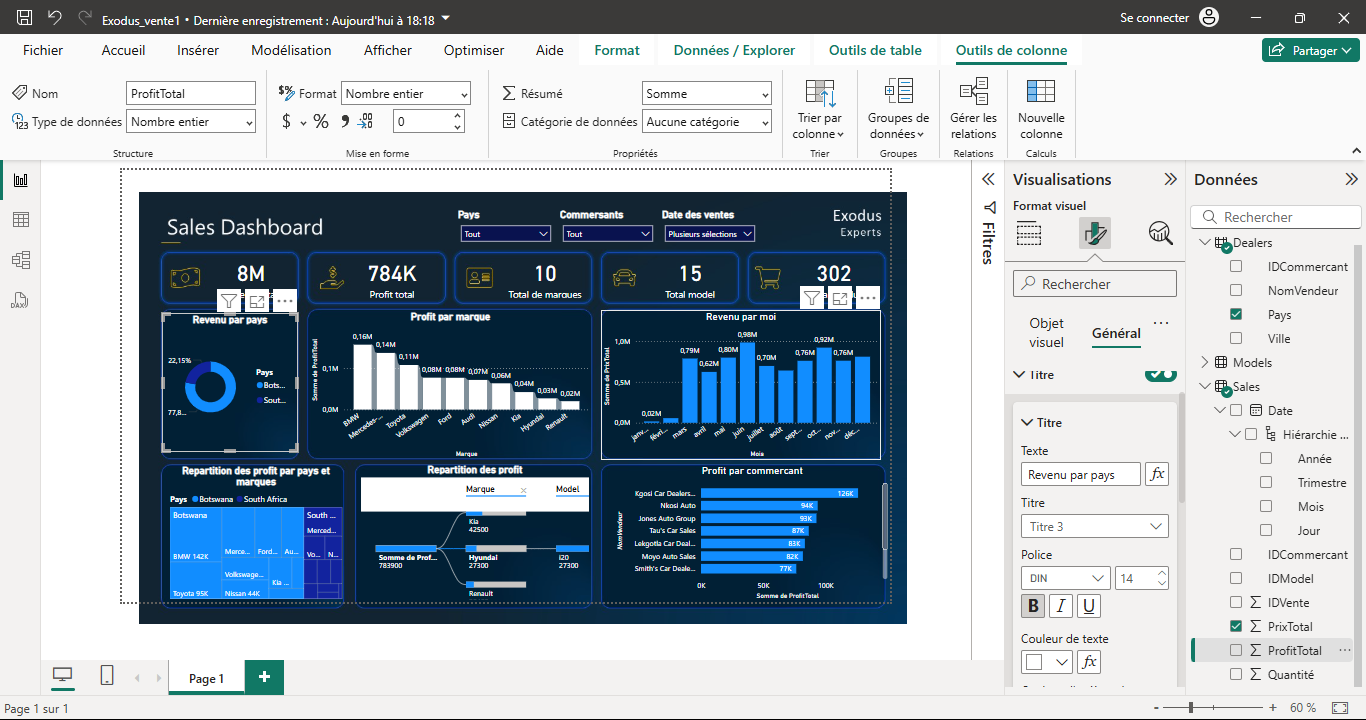 Exodus_vente1 • Dernière enregistrement : Aujourd'hui à 18:18
Se connecter
Fichier Accueil Insérer Modélisation Afficher Optimiser Aide Format Données / Explorer Outils de table Outils de colonne
Partager
Nom ProfitTotal
Type de données Nombre entier
Structure
Format Nombre entier
$ % 0
Mise en forme
Résumé Somme
Catégorie de données Aucune catégorie
Propriétés
Trier par
colonne
Trier
Groupes de
données
Groupes
Gérer les
relations
Relations
Nouvelle
colonne
Calculs
Sales Dashboard
Pays
Tout
Commersants
Tout
Date des ventes
Plusieurs sélections
Exodus
Experts
8M
784K
Profit total
10
Total de marques
15
Total model
302
Revenu par pays
22,15%
77,8...
Pays
Bots...
Sout...
Profit par marque
Somme de ProfitTotal
0,1M
0,0M
0,16M
0,14M
0,11M
0,08M
0,08M
0,07M
0,06M
0,04M
0,03M
0,02M
BMW
Mercedes-...
Toyota
Volkswagen
Ford
Audi
Nissan
Kia
Hyundai
Renault
Marque
Revenu par moi
Somme de PrixTotal
1,0M
0,5M
0,0M
0,02M
0,79M
0,62M
0,80M
0,98M
0,70M
0,76M
0,92M
0,76M
janv...
févri...
mars
avril
mai
juin
juillet
août
sept...
oct...
nov...
déc...
Mois
Repartition des profit par pays et
marques
Pays Botswana South Africa
Botswana
BMW 142K
Toyota 95K
Merce...
Ford...
Au...
Volkswage...
Kia ...
Nissan 44K
South ...
Merced...
Vo...
N...
Repartition des profit
Marque
Model
Somme de Prof...
783900
Kia
42500
Hyundai
27300
Renault
i20
27300
Profit par commercant
NomVendeur
Kgosi Car Dealers... 126K
Nkosi Auto 94K
Jones Auto Group 93K
Tau's Car Sales 87K
Lekgotla Car Deal... 83K
Moyo Auto Sales 82K
Smith's Car Deale... 77K
0K 50K 100K
Somme de ProfitTotal
Filtres
Visualisations
Format visuel
Rechercher
Objet
visuel
Général
...
Titre
Titre
Texte
Revenu par pays
fx
Titre
Titre 3
Police
DIN 14
B I U
Couleur de texte
fx
Données
Rechercher
Dealers
IDCommercant
NomVendeur
Pays
Ville
Models
Sales
Date
Hiérarchie ...
Année
Trimestre
Mois
Jour
IDCommercant
IDModel
IDVente
PrixTotal
ProfitTotal ...
Quantité
Page 1
Page 1 sur 1
60 %